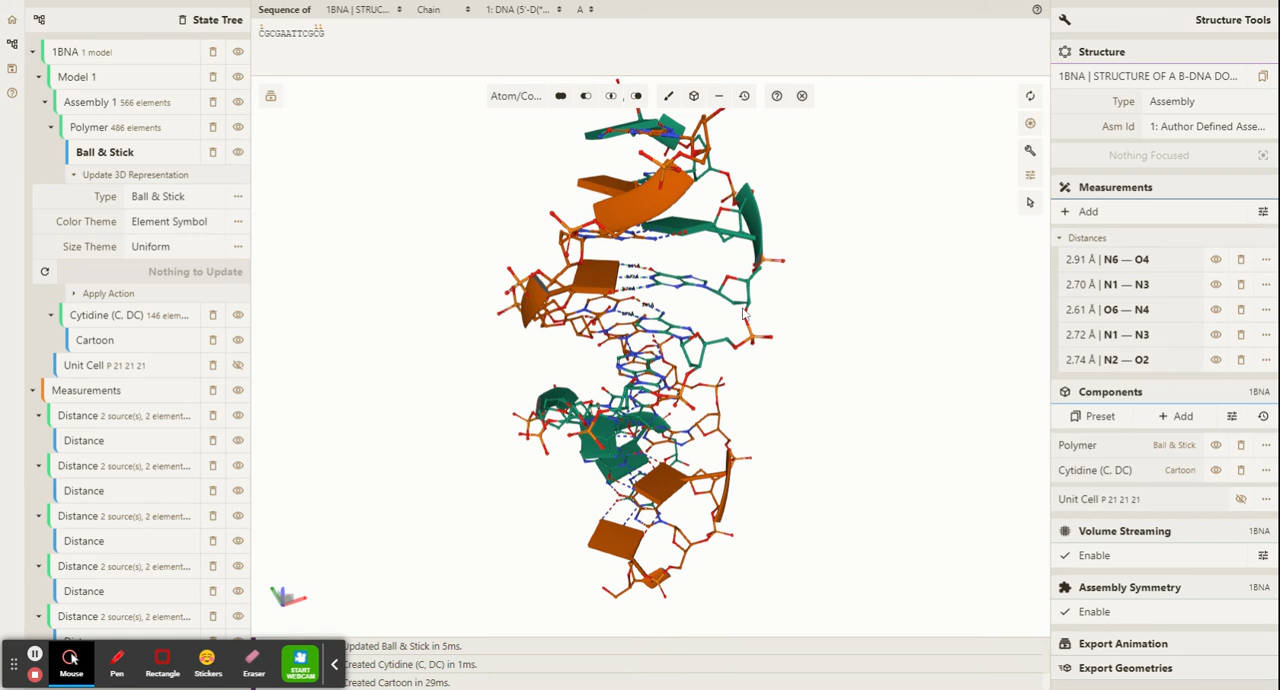 State Tree
Sequence of 1BNA | STRUC... Chain 1: DNA (5'-D(*... A
1 11
CGCGAATTCGCG
1BNA 1 model
Model 1
Assembly 1 566 elements
Polymer 486 elements
Ball & Stick
Update 3D Representation
Type Ball & Stick
Color Theme Element Symbol
Size Theme Uniform
Nothing to Update
Apply Action
Cytidine (C, DC) 146 elem...
Cartoon
Unit Cell P 21 21 21
Measurements
Distance 2 source(s), 2 element...
Distance
Distance 2 source(s), 2 element...
Distance
Distance 2 source(s), 2 element...
Distance
Distance 2 source(s), 2 element...
Distance
Distance 2 source(s), 2 element...
Atom/Co...
Structure Tools
Structure
1BNA | STRUCTURE OF A B-DNA DO...
Type Assembly
Asm Id 1: Author Defined Asse...
Nothing Focused
Measurements
Add
Distances
2.91 Å | N6 — O4
2.70 Å | N1 — N3
2.61 Å | O6 — N4
2.72 Å | N1 — N3
2.74 Å | N2 — O2
Components 1BNA
Preset Add
Polymer Ball & Stick
Cytidine (C, DC) Cartoon
Unit Cell P 21 21 21
Volume Streaming 1BNA
Enable
Assembly Symmetry 1BNA
Enable
Export Animation
Export Geometries
Updated Ball & Stick in 5ms.
Created Cytidine (C, DC) in 1ms.
Created Cartoon in 29ms.
Mouse Pen Rectangle Stickers Eraser START WEBCAM